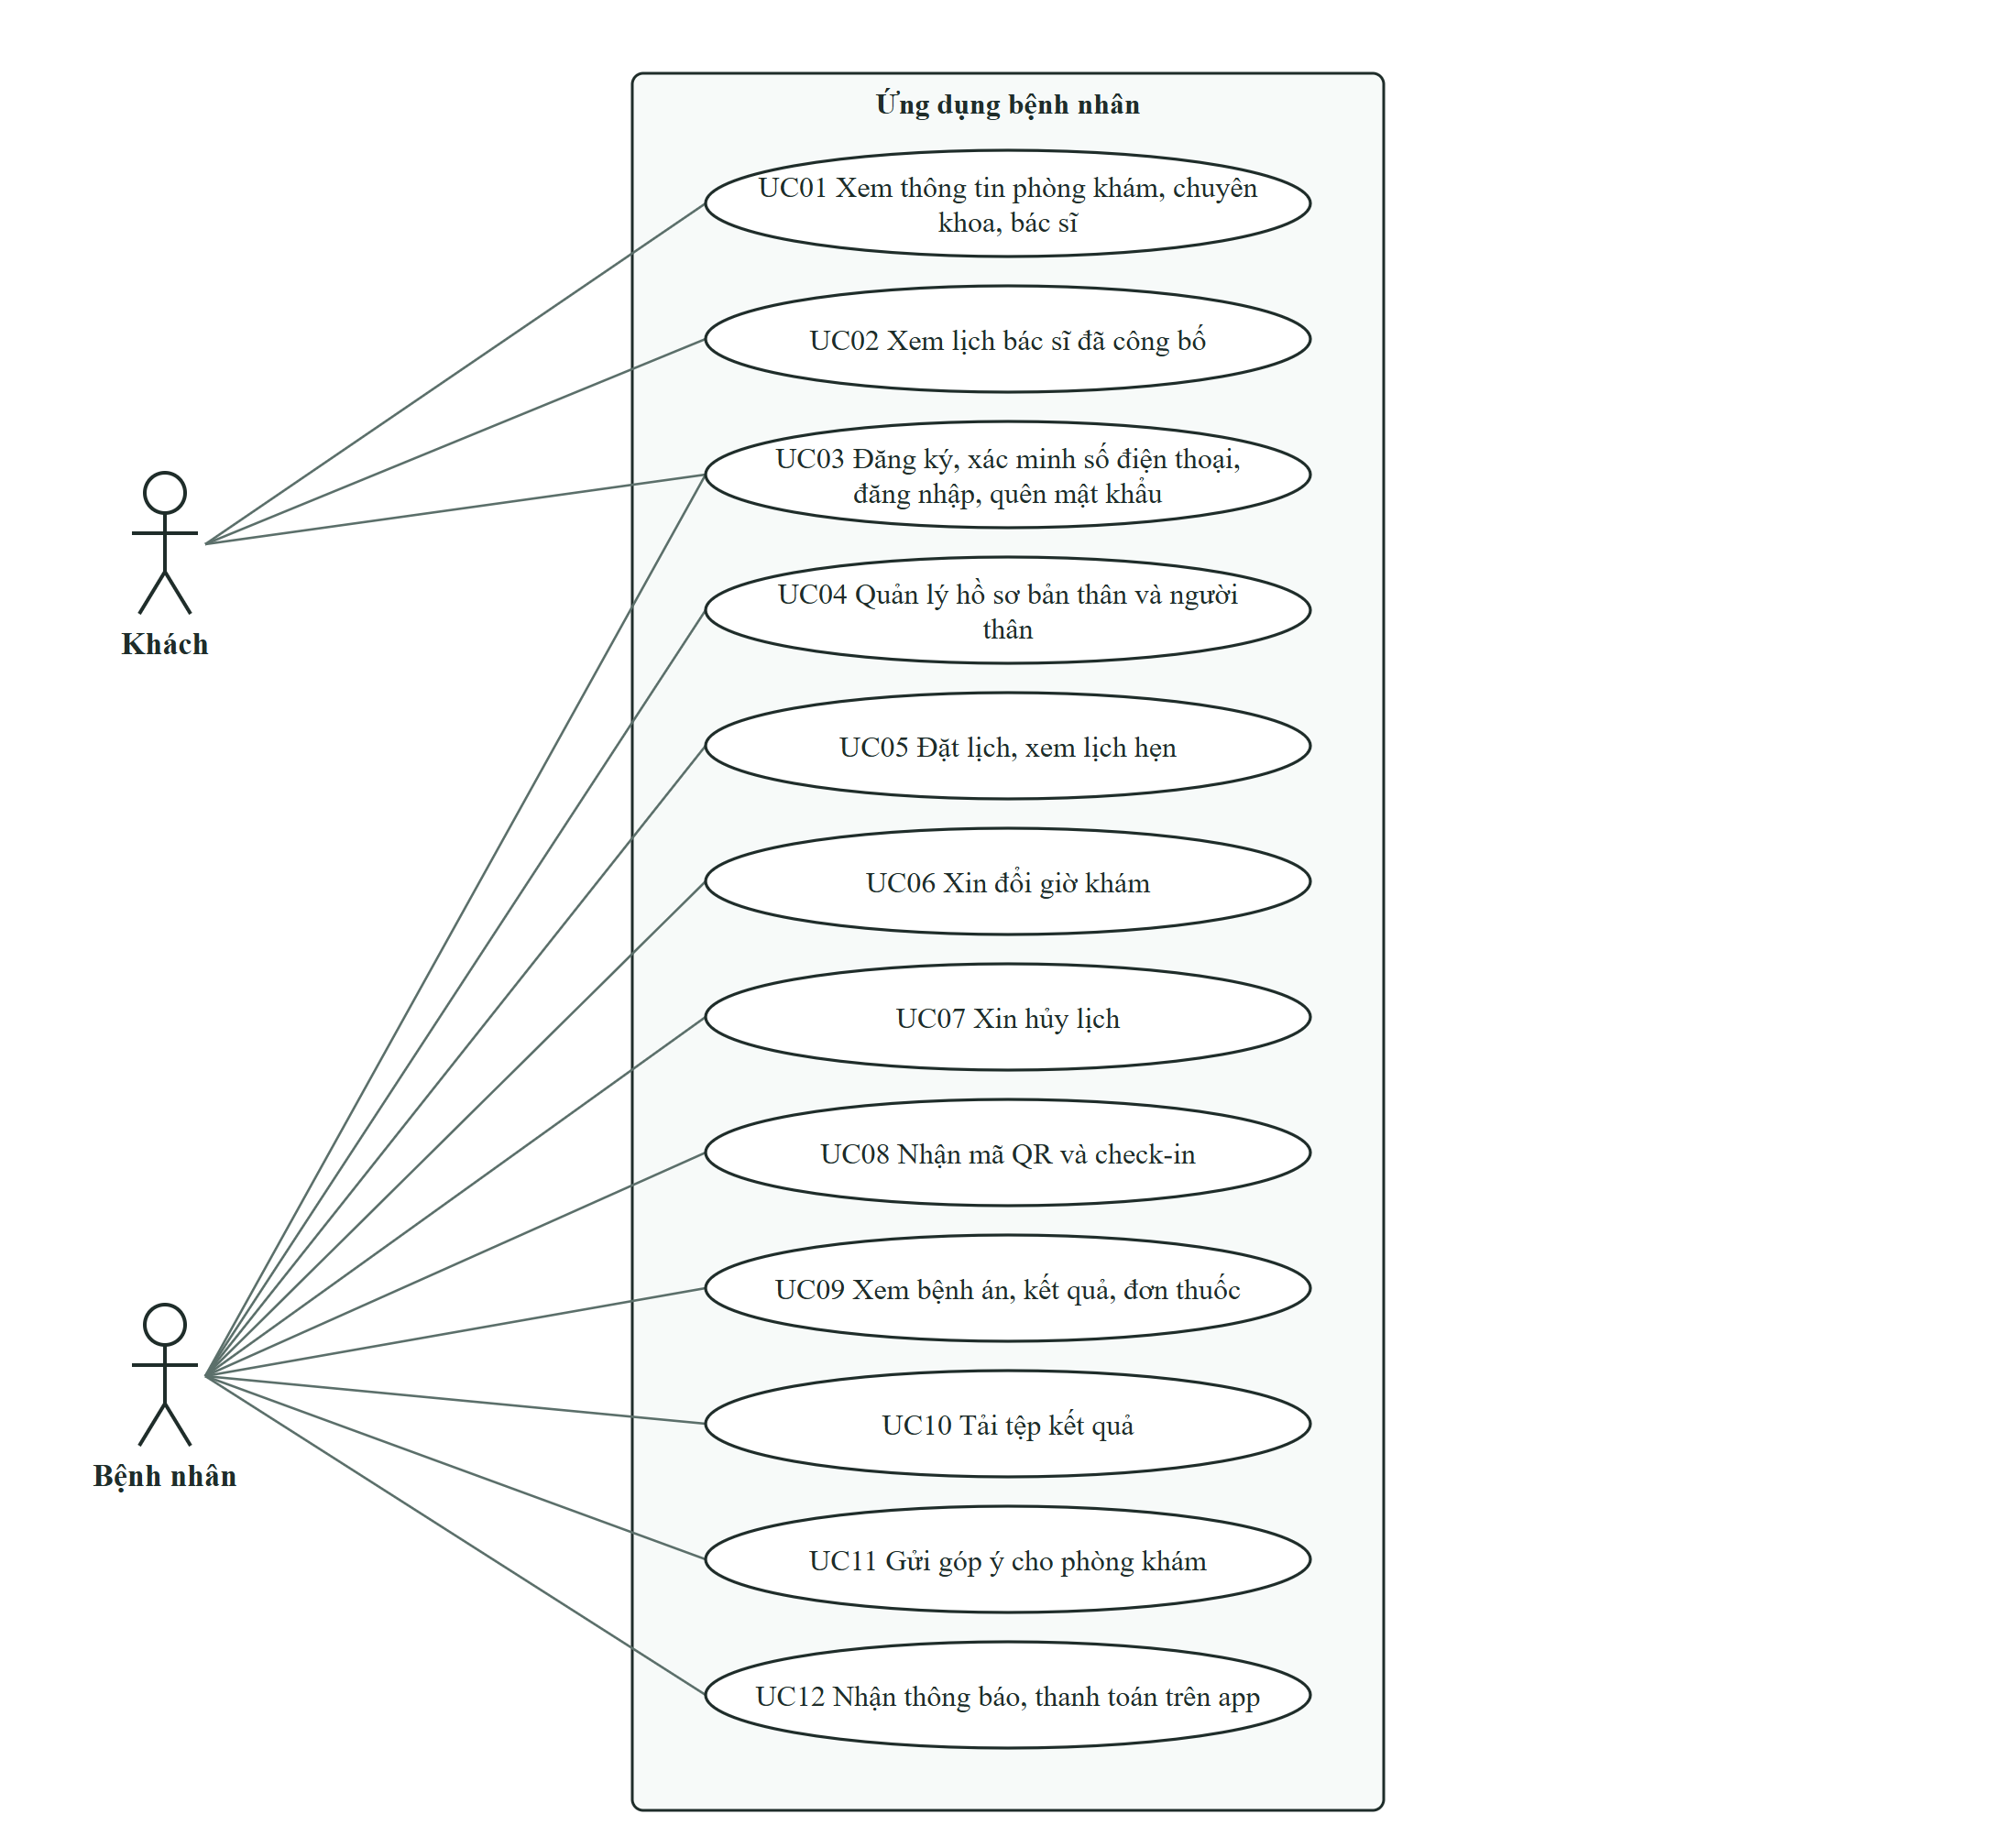 Ứng dụng bệnh nhân
UC01 Xem thông tin phòng khám, chuyên
khoa, bác sĩ
UC02 Xem lịch bác sĩ đã công bố
UC03 Đăng ký, xác minh số điện thoại,
đăng nhập, quên mật khẩu
Khách
UC04 Quản lý hồ sơ bản thân và người
thân
UC05 Đặt lịch, xem lịch hẹn
UC06 Xin đổi giờ khám
UC07 Xin hủy lịch
UC08 Nhận mã QR và check-in
UC09 Xem bệnh án, kết quả, đơn thuốc
UC10 Tải tệp kết quả
Bệnh nhân
UC11 Gửi góp ý cho phòng khám
UC12 Nhận thông báo, thanh toán trên app